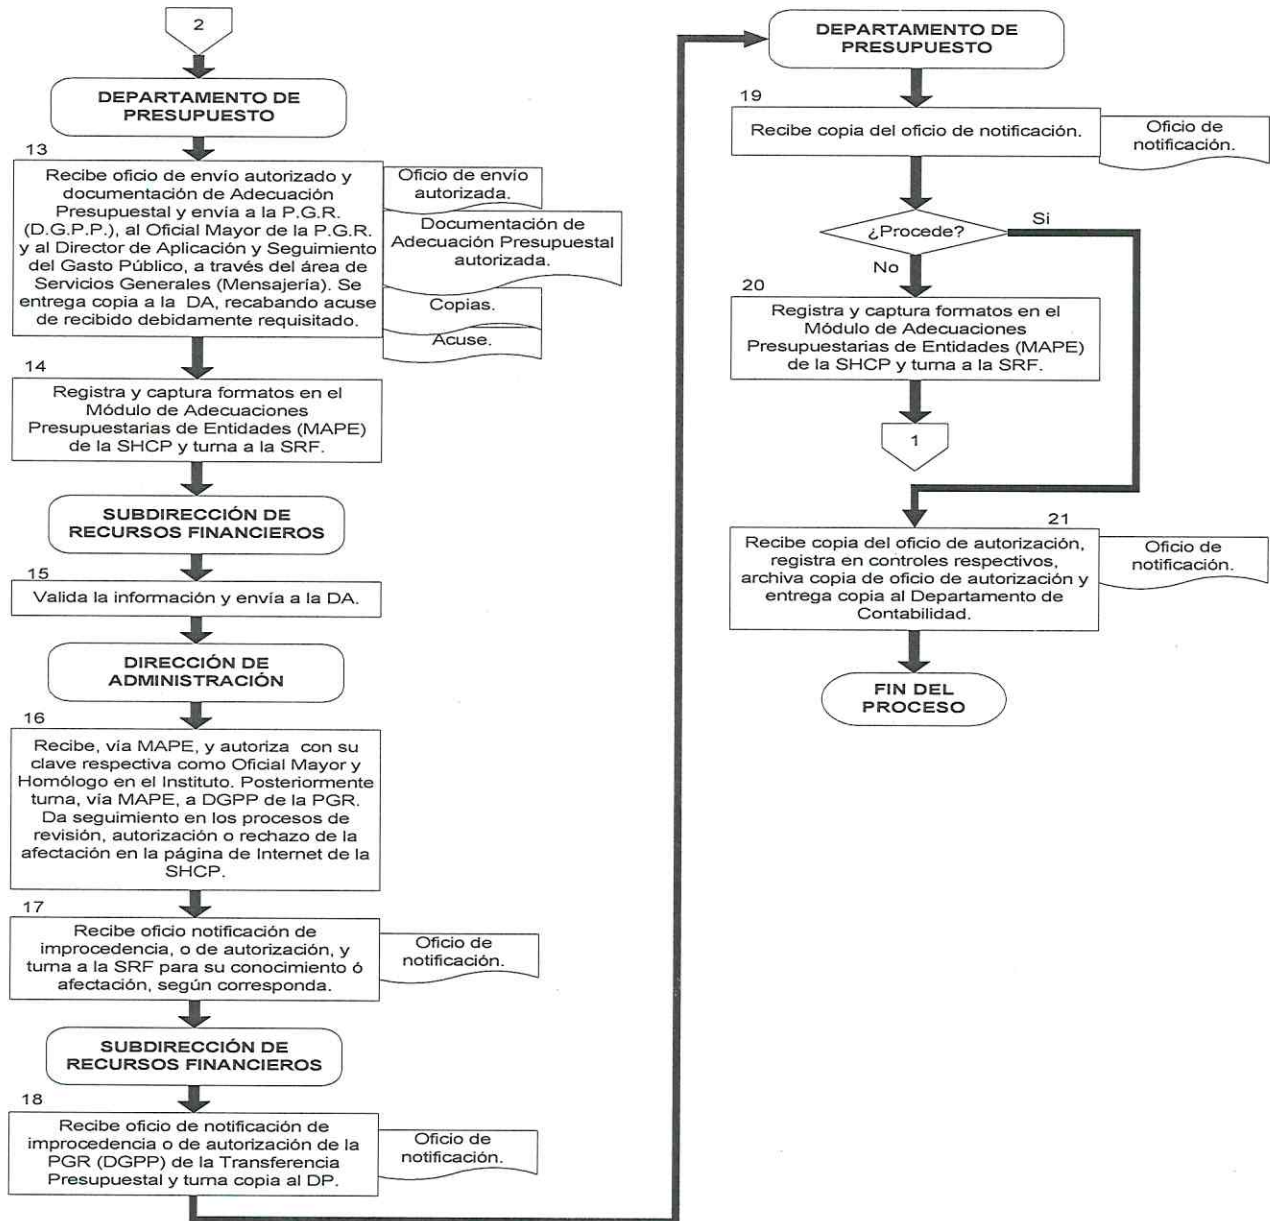 2
DEPARTAMENTO DE
PRESUPUESTO
13
Recibe oficio de envío autorizado y
documentación de Adecuación
Presupuestal y envía a la P.G.R.
(D.G.P.P.), al Oficial Mayor de la P.G.R.
y al Director de Aplicación y Seguimiento
del Gasto Público, a través del área de
Servicios Generales (Mensajería). Se
entrega copia a la DA, recabando acuse
de recibido debidamente requisitado.
Oficio de envío
autorizada.
Documentación de
Adecuación Presupuestal
autorizada.
Copias.
Acuse.
14
Registra y captura formatos en el
Módulo de Adecuaciones
Presupuestarias de Entidades (MAPE)
de la SHCP y turna a la SRF.
SUBDIRECCIÓN DE
RECURSOS FINANCIEROS
15
Valida la información y envía a la DA.
DIRECCIÓN DE
ADMINISTRACIÓN
16
Recibe, vía MAPE, y autoriza con su
clave respectiva como Oficial Mayor y
Homólogo en el Instituto. Posteriormente
turna, vía MAPE, a DGPP de la PGR.
Da seguimiento en los procesos de
revisión, autorización o rechazo de la
afectación en la página de Internet de la
SHCP.
17
Recibe oficio notificación de
improcedencia, o de autorización, y
turna a la SRF para su conocimiento ó
afectación, según corresponda.
Oficio de
notificación.
SUBDIRECCIÓN DE
RECURSOS FINANCIEROS
18
Recibe oficio de notificación de
improcedencia o de autorización de la
PGR (DGPP) de la Transferencia
Presupuestal y turna copia al DP.
Oficio de
notificación.
DEPARTAMENTO DE
PRESUPUESTO
19
Recibe copia del oficio de notificación.
Oficio de
notificación.
¿Procede?
Si
No
20
Registra y captura formatos en el
Módulo de Adecuaciones
Presupuestarias de Entidades (MAPE)
de la SHCP y turna a la SRF.
1
21
Recibe copia del oficio de autorización,
registra en controles respectivos,
archiva copia de oficio de autorización y
entrega copia al Departamento de
Contabilidad.
Oficio de
notificación.
FIN DEL
PROCESO